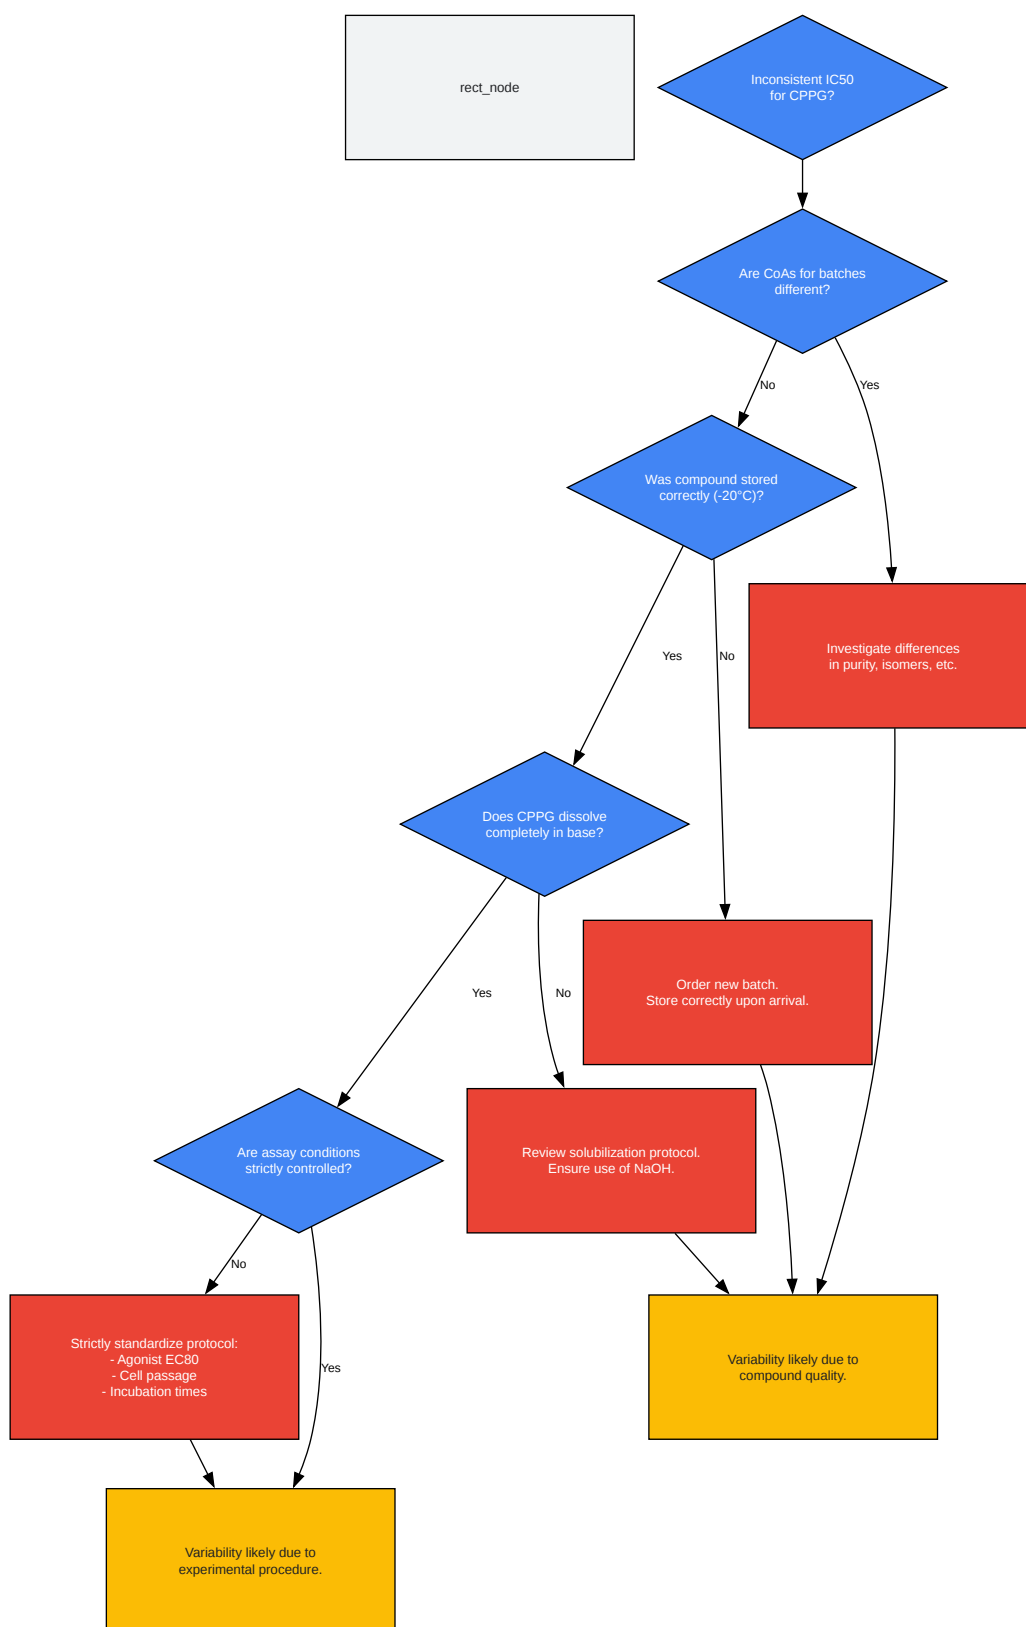 rect_node
Inconsistent IC50
for CPPG?
Are CoAs for batches
different?
No
Yes
Was compound stored
correctly (-20°C)?
Yes
No
Investigate differences
in purity, isomers, etc.
Does CPPG dissolve
completely in base?
Yes
No
Order new batch.
Store correctly upon arrival.
Are assay conditions
strictly controlled?
Review solubilization protocol.
Ensure use of NaOH.
No
Yes
Strictly standardize protocol:
- Agonist EC80
- Cell passage
- Incubation times
Variability likely due to
compound quality.
Variability likely due to
experimental procedure.